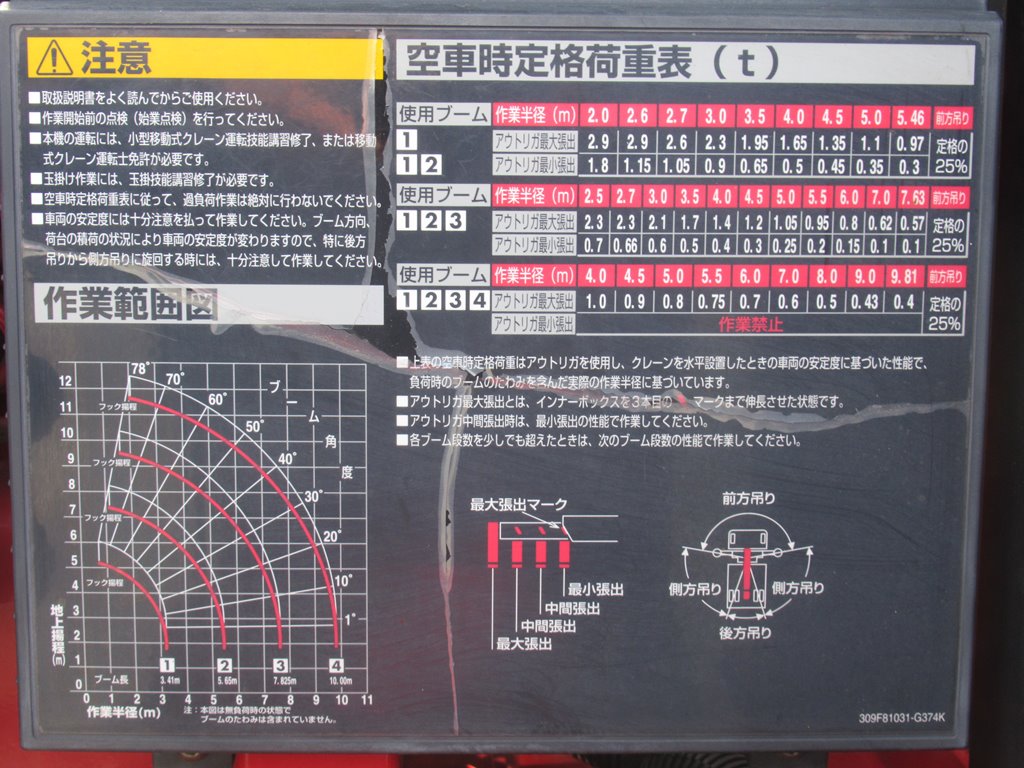 注意
■取扱説明書をよく読んでからご使用ください。
■作業開始前の点検(始業点検)を行ってください。
■本機の運転には、小型移動式クレーン運転技能講習修了、または移動
式クレーン運転士免許が必要です。
■玉掛け作業には、玉掛技能講習修了が必要です。
■空車時定格荷重表に従って、過負荷作業は絶対に行わないでください。
■車両の安定度には十分注意を払って作業してください。ブーム方向、
荷台の積荷の状況により車両の安定度が変わりますので、特に後方
吊りから側方吊りに旋回する時には、十分注意して作業してください。
空車時定格荷重表(t)
使用ブーム 作業半径(m) 2.0 2.6 2.7 3.0 3.5 4.0 4.5 5.0 5.46 前方吊り
1 アウトリガ最大張出 2.9 2.9 2.6 2.3 1.95 1.65 1.35 1.1 0.97 定格の
1 2 アウトリガ最小張出 1.8 1.15 1.05 0.9 0.65 0.5 0.45 0.35 0.3 25%
使用ブーム 作業半径(m) 2.5 2.7 3.0 3.5 4.0 4.5 5.0 5.5 6.0 7.0 7.63 前方吊り
1 2 3 アウトリガ最大張出 2.3 2.3 2.1 1.7 1.4 1.2 1.05 0.95 0.8 0.62 0.57 定格の
アウトリガ最小張出 0.7 0.66 0.6 0.5 0.4 0.3 0.25 0.2 0.15 0.1 0.1 25%
使用ブーム 作業半径(m) 4.0 4.5 5.0 5.5 6.0 7.0 8.0 9.0 9.81 前方吊り
1 2 3 4 アウトリガ最大張出 1.0 0.9 0.8 0.75 0.7 0.6 0.5 0.43 0.4 定格の
アウトリガ最小張出 作業禁止 25%
■上表の空車時定格荷重はアウトリガを使用し、クレーンを水平設置したときの車両の安定度に基づいた性能で、
負荷時のブームのたわみを含んだ実際の作業半径に基づいています。
■アウトリガ最大張出とは、インナーボックスを3本目の マークまで伸長させた状態です。
■アウトリガ中間張出時は、最小張出の性能で作業してください。
■各ブーム段数を少しでも超えたときは、次のブーム段数の性能で作業してください。
作業範囲図
78°
70°
60°
50°
40°
30°
20°
10°
1°
ブーム角度
12
11
10
9
8
7
6
5
4
3
2
1
0
フック揚程
フック揚程
フック揚程
フック揚程
地上揚程(m)
1 2 3 4
ブーム長 3.41m 5.65m 7.825m 10.00m
0 1 2 3 4 5 6 7 8 9 10 11
作業半径(m)
注:本図は無負荷時の状態で
ブームのたわみは含まれていません。
最大張出マーク
最小張出
中間張出
中間張出
最大張出
前方吊り
側方吊り
側方吊り
後方吊り
309F81031-G374K